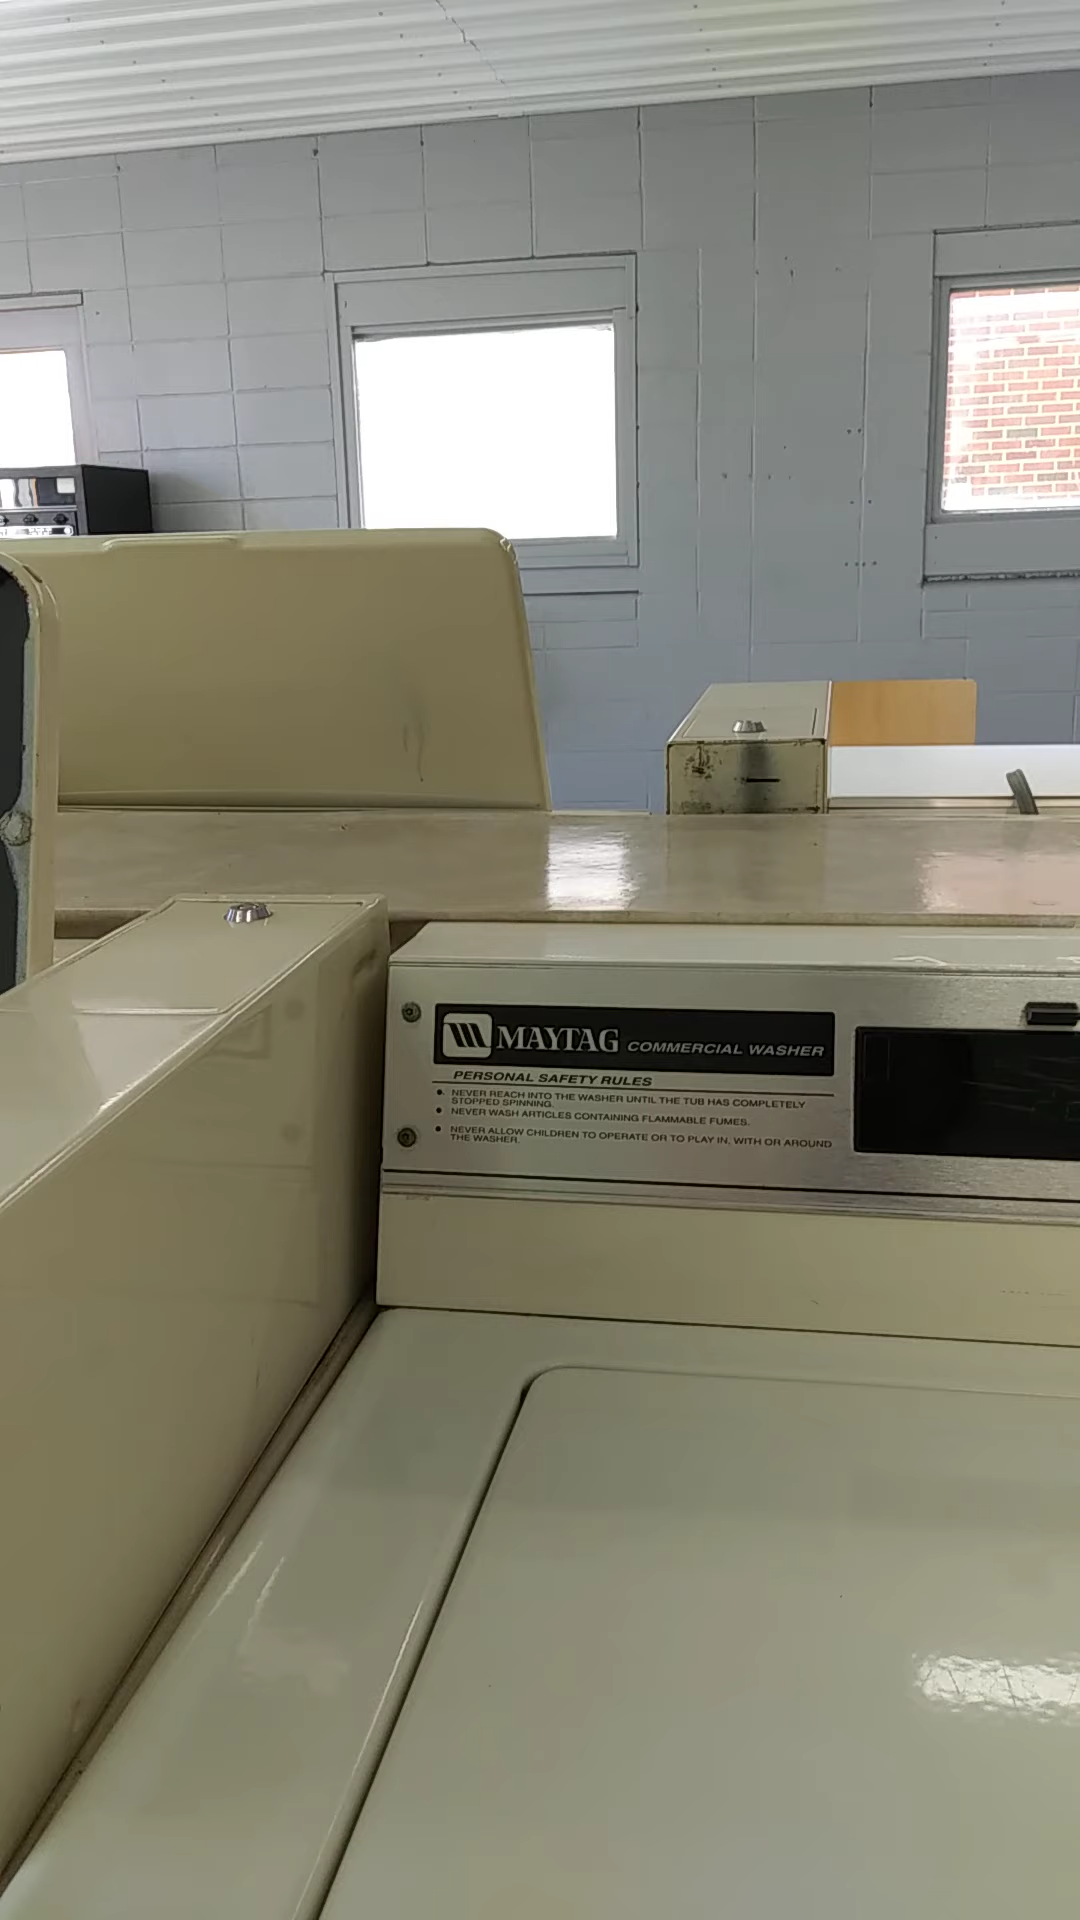 MAYTAG COMMERCIAL WASHER
PERSONAL SAFETY RULES
• NEVER REACH INTO THE WASHER UNTIL THE TUB HAS COMPLETELY
STOPPED SPINNING.
• NEVER WASH ARTICLES CONTAINING FLAMMABLE FUMES.
• NEVER ALLOW CHILDREN TO OPERATE OR TO PLAY IN, WITH OR AROUND
THE WASHER.